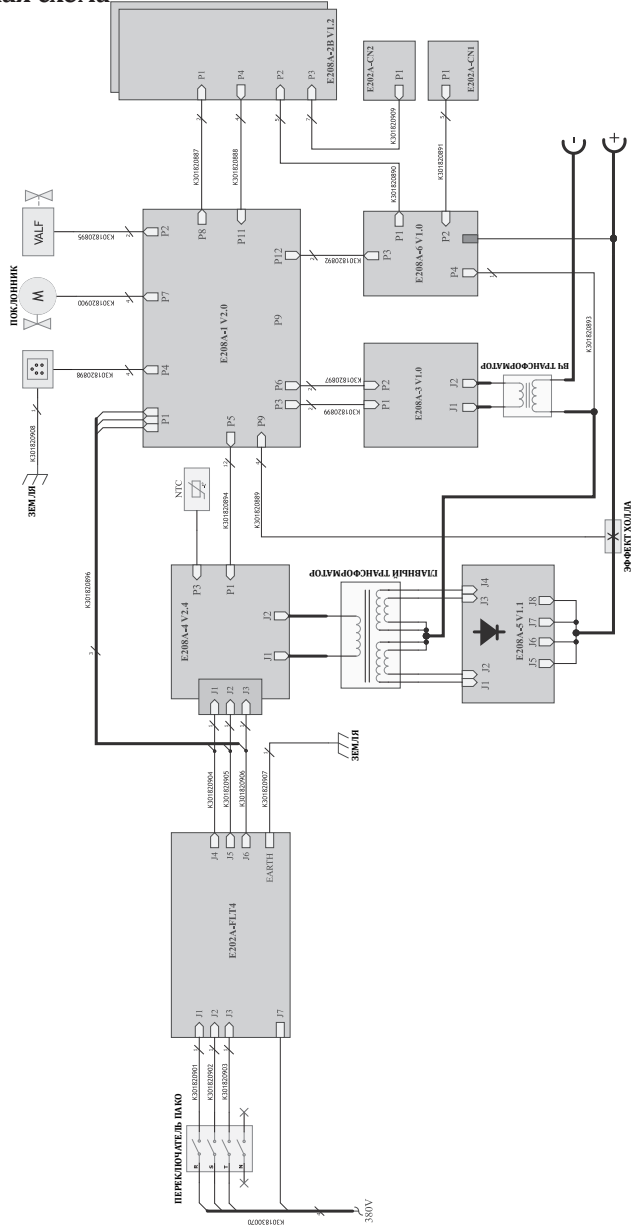 ная схема
E208A-2B V1.2
P1
P4
P2
P3
E202A-CN2
P1
E202A-CN1
P1
K301820887
K301820888
K301820890
K301820909
K301820891
-
+
VALF
K301820895
ПОКЛОННИК
M
K301820900
K301820898
K301820908
ЗЕМЛЯ
P2
P7
P4
P1
P8
P11
P12
P9
E208A-1 V2.0
P6
P3
P5
P9
K301820892
P3
P1
P2
E208A-6 V1.0
P4
K301820893
K301820897
K301820899
P2
P1
E208A-3 V1.0
J2
J1
ВЧ ТРАНСФОРМАТОР
K301820896
3
NTC
K301820894
12
K301820889
P3
P1
E208A-4 V2.4
J2
J1
J1
J2
J3
ГЛАВНЫЙ ТРАНСФОРМАТОР
ЭФФЕКТ ХОЛЛА
J4
J3
J2
J1
E208A-5 V1.1
J8
J7
J6
J5
K301820904
K301820905
K301820906
K301820907
ЗЕМЛЯ
J4
J5
J6
EARTH
E202A-FLT4
J1
J2
J3
J7
K301820901
K301820902
K301820903
ПЕРЕКЛЮЧАТЕЛЬ ПАКО
R
S
T
N
K301830070
380V